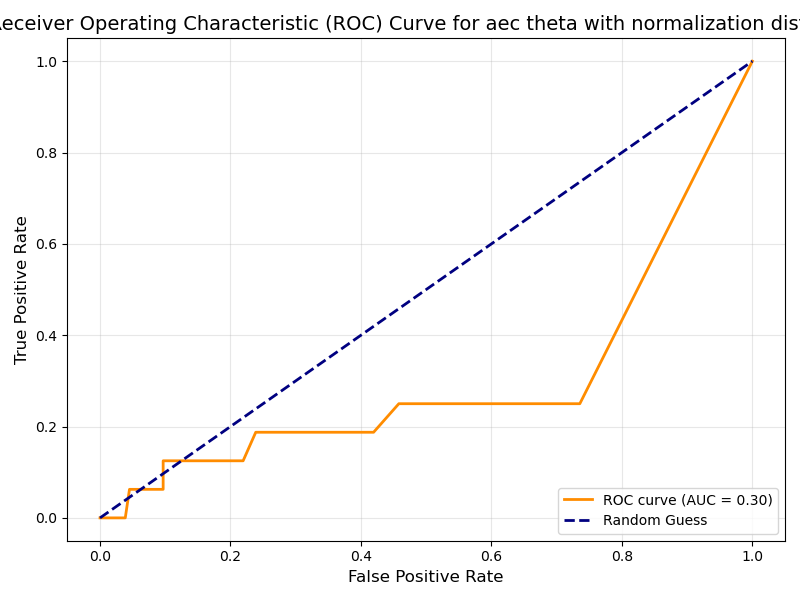 eceiver Operating Characteristic (ROC) Curve for aec theta with normalization dis
1.0
0.8
0.6
0.4
0.2
0.0
True Positive Rate
0.0 0.2 0.4 0.6 0.8 1.0
False Positive Rate
ROC curve (AUC = 0.30)
Random Guess